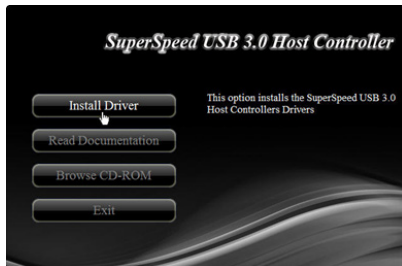 SuperSpeed USB 3.0 Host Controller
Install Driver
This option installs the SuperSpeed USB 3.0
Host Controllers Drivers
Read Documentation
Browse CD-ROM
Exit